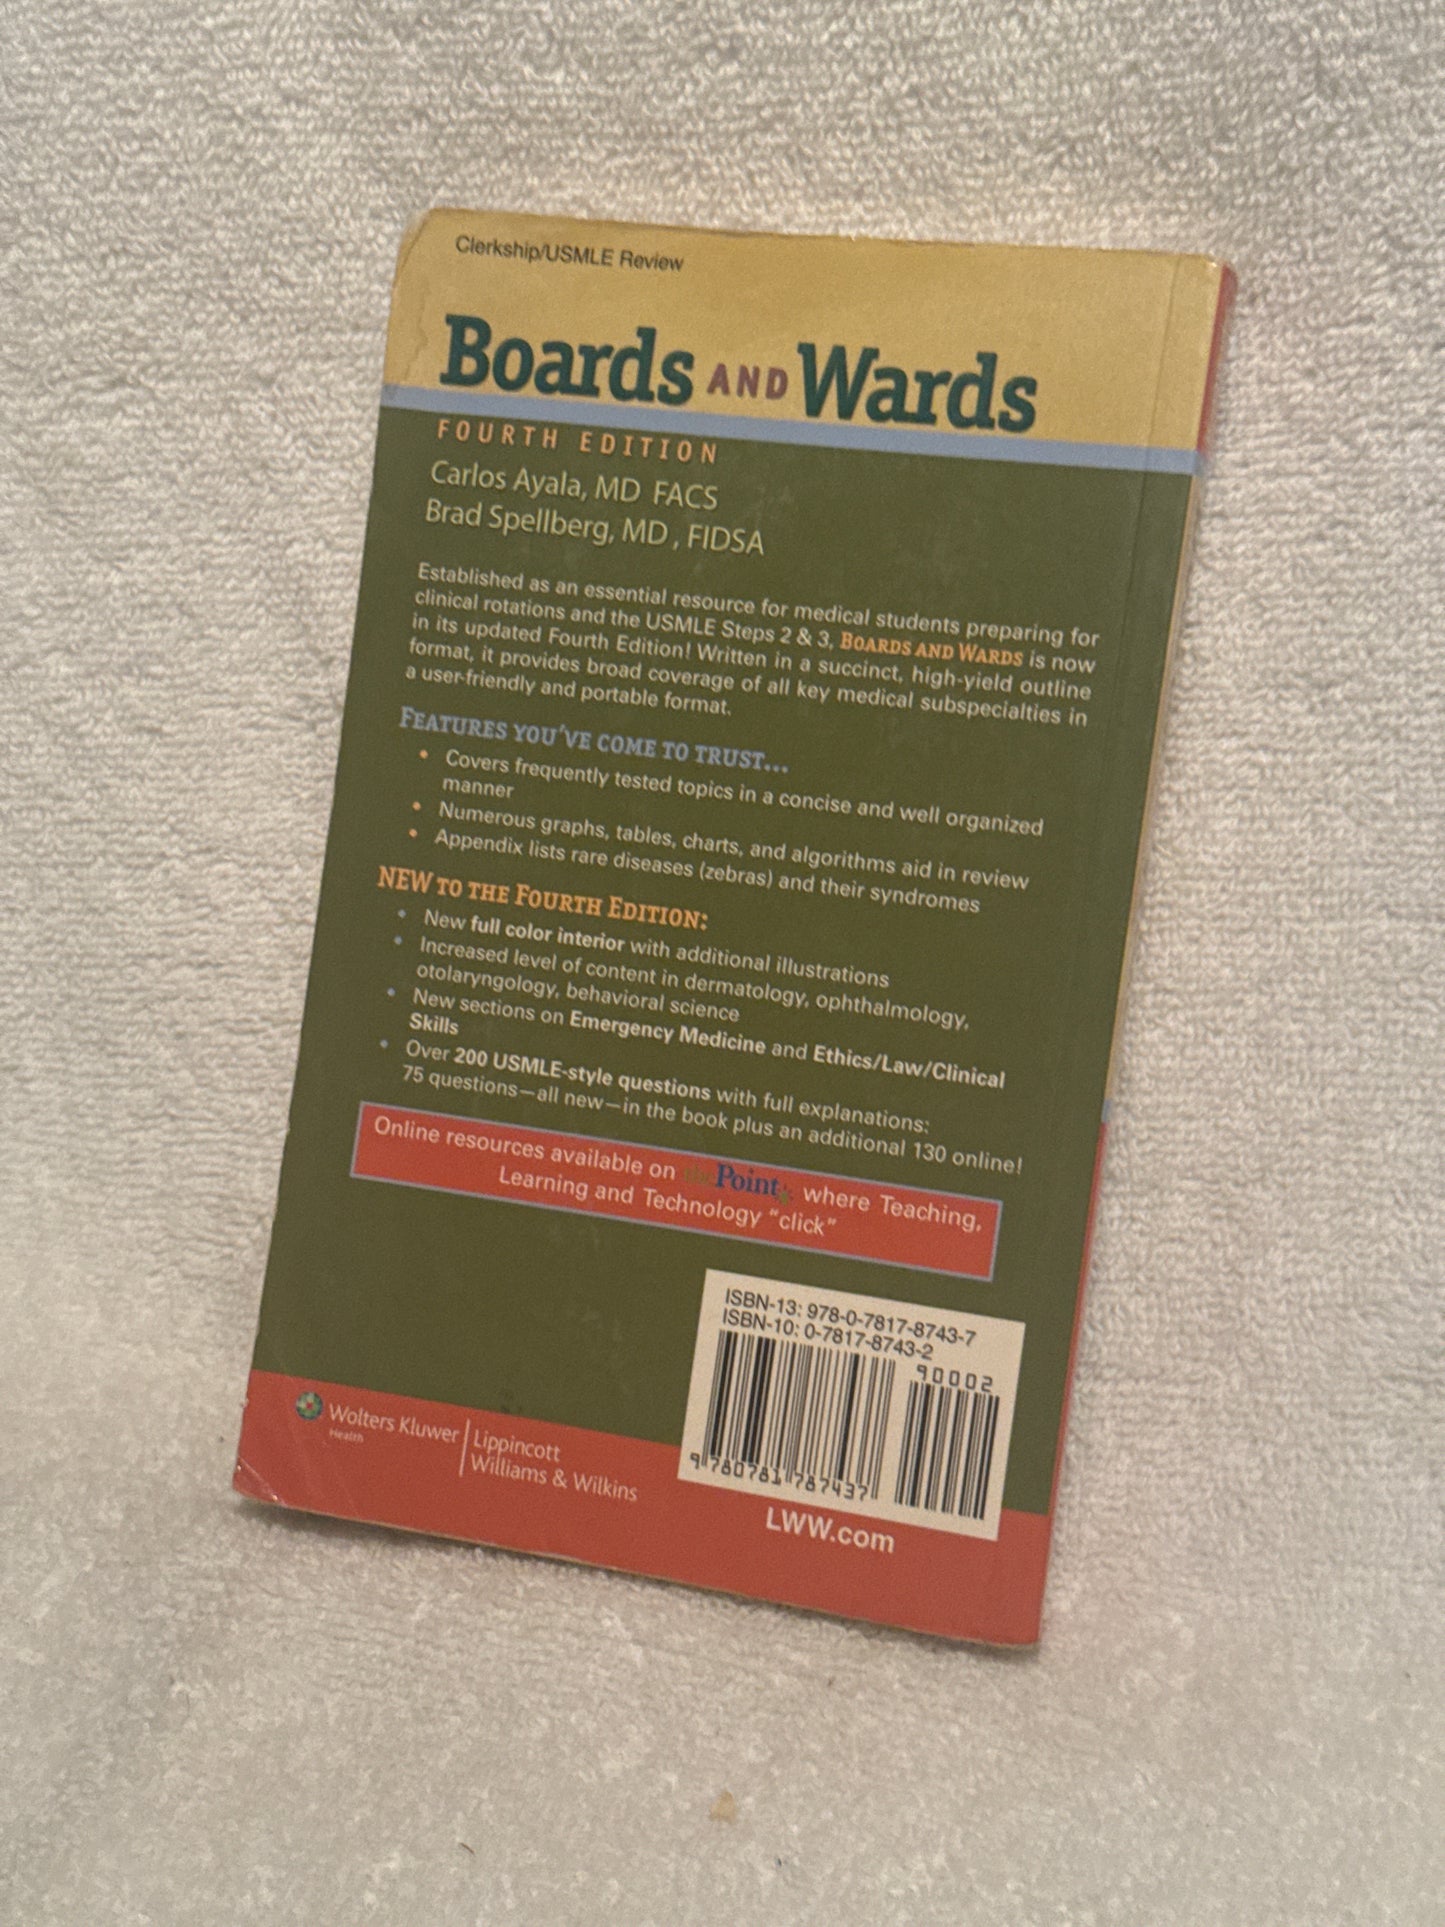 Clerkship/USMLE Review
Boards AND Wards
FOURTH EDITION
Carlos Ayala, MD FACS
Brad Spellberg, MD, FIDSA
Established as an essential resource for medical students preparing for
clinical rotations and the USMLE Steps 2 & 3, BOARDS AND WARDS is now
in its updated Fourth Edition! Written in a succinct, high-yield outline
format, it provides broad coverage of all key medical subspecialties in
a user-friendly and portable format.
FEATURES YOU'VE COME TO TRUST...
• Covers frequently tested topics in a concise and well organized
manner
• Numerous graphs, tables, charts, and algorithms aid in review
• Appendix lists rare diseases (zebras) and their syndromes
NEW TO THE FOURTH EDITION:
• New full color interior with additional illustrations
• Increased level of content in dermatology, ophthalmology,
otolaryngology, behavioral science
• New sections on Emergency Medicine and Ethics/Law/Clinical
Skills
• Over 200 USMLE-style questions with full explanations:
75 questions—all new—in the book plus an additional 130 online!
Online resources available on thePoint, where Teaching,
Learning and Technology "click"
ISBN-13: 978-0-7817-8743-7
ISBN-10: 0-7817-8743-2
90002
9 780781 787437
Wolters Kluwer
Health
Lippincott
Williams & Wilkins
LWW.com